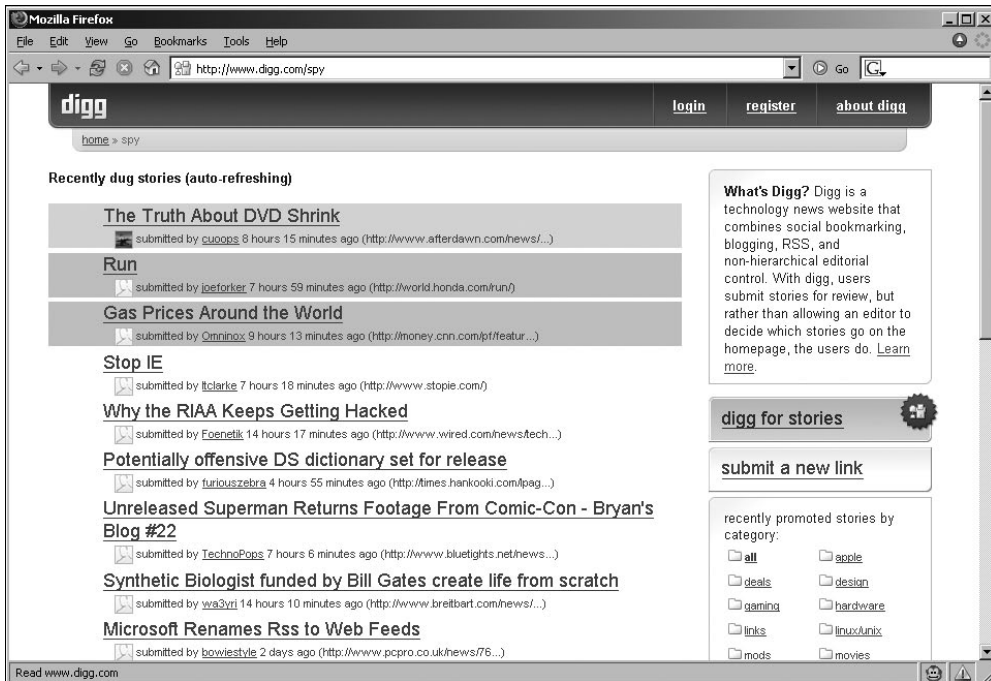 Mozilla Firefox
File Edit View Go Bookmarks Tools Help
http://www.digg.com/spy
Go
G
digg
login register about digg
home » spy
Recently dug stories (auto-refreshing)
The Truth About DVD Shrink
submitted by cuoops 8 hours 15 minutes ago (http://www.afterdawn.com/news/...)
Run
submitted by joeforker 7 hours 59 minutes ago (http://world.honda.com/run/)
Gas Prices Around the World
submitted by Omninox 9 hours 13 minutes ago (http://money.cnn.com/pf/featur...)
Stop IE
submitted by ltclarke 7 hours 18 minutes ago (http://www.stopie.com/)
Why the RIAA Keeps Getting Hacked
submitted by Foenetik 14 hours 17 minutes ago (http://www.wired.com/news/tech...)
Potentially offensive DS dictionary set for release
submitted by furiouszebra 4 hours 55 minutes ago (http://times.hankooki.com/lpag...)
Unreleased Superman Returns Footage From Comic-Con - Bryan's
Blog #22
submitted by TechnoPops 7 hours 6 minutes ago (http://www.bluetights.net/news...)
Synthetic Biologist funded by Bill Gates create life from scratch
submitted by wa3yri 14 hours 10 minutes ago (http://www.breitbart.com/news/...)
Microsoft Renames Rss to Web Feeds
submitted by bowiestyle 2 days ago (http://www.pcpro.co.uk/news/76...)
What's Digg? Digg is a
technology news website that
combines social bookmarking,
blogging, RSS, and
non-hierarchical editorial
control. With digg, users
submit stories for review, but
rather than allowing an editor to
decide which stories go on the
homepage, the users do. Learn
more.
digg for stories
submit a new link
recently promoted stories by
category:
all apple
deals design
gaming hardware
links linux/unix
mods movies
Read www.digg.com